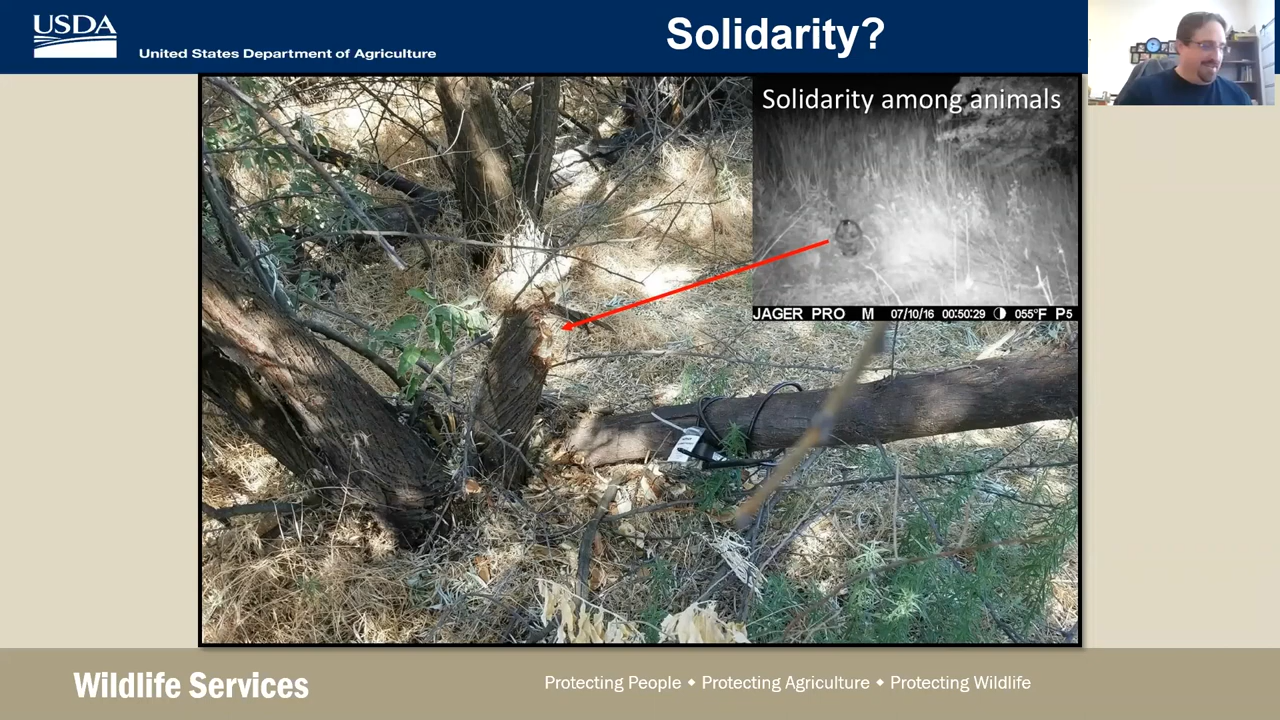 USDA
United States Department of Agriculture
Solidarity?
Solidarity among animals
JAGER PRO M 07/10/16 00:50:29 055°F P5
Wildlife Services
Protecting People ◆ Protecting Agriculture ◆ Protecting Wildlife